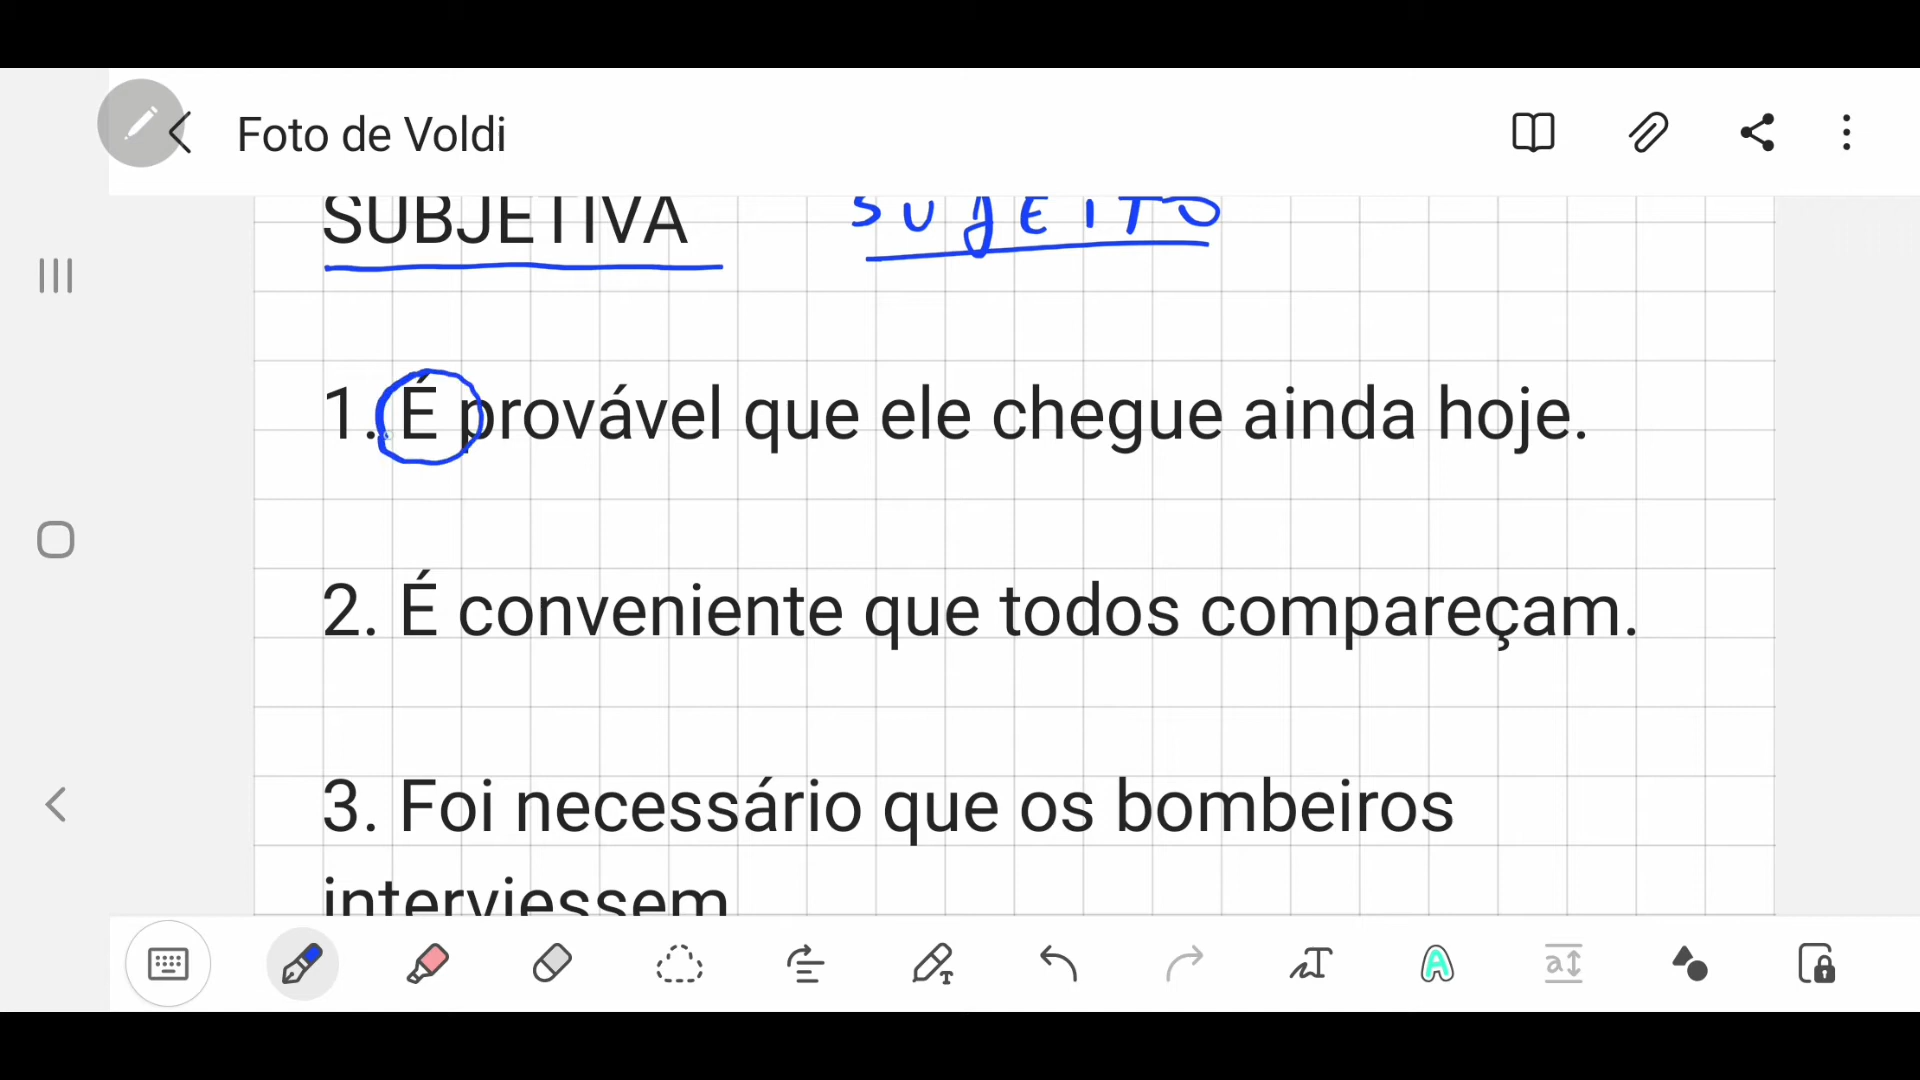 Foto de Voldi
SUBJETIVA SUJEITO
1. É provável que ele chegue ainda hoje.
2. É conveniente que todos compareçam.
3. Foi necessário que os bombeiros
interviessem